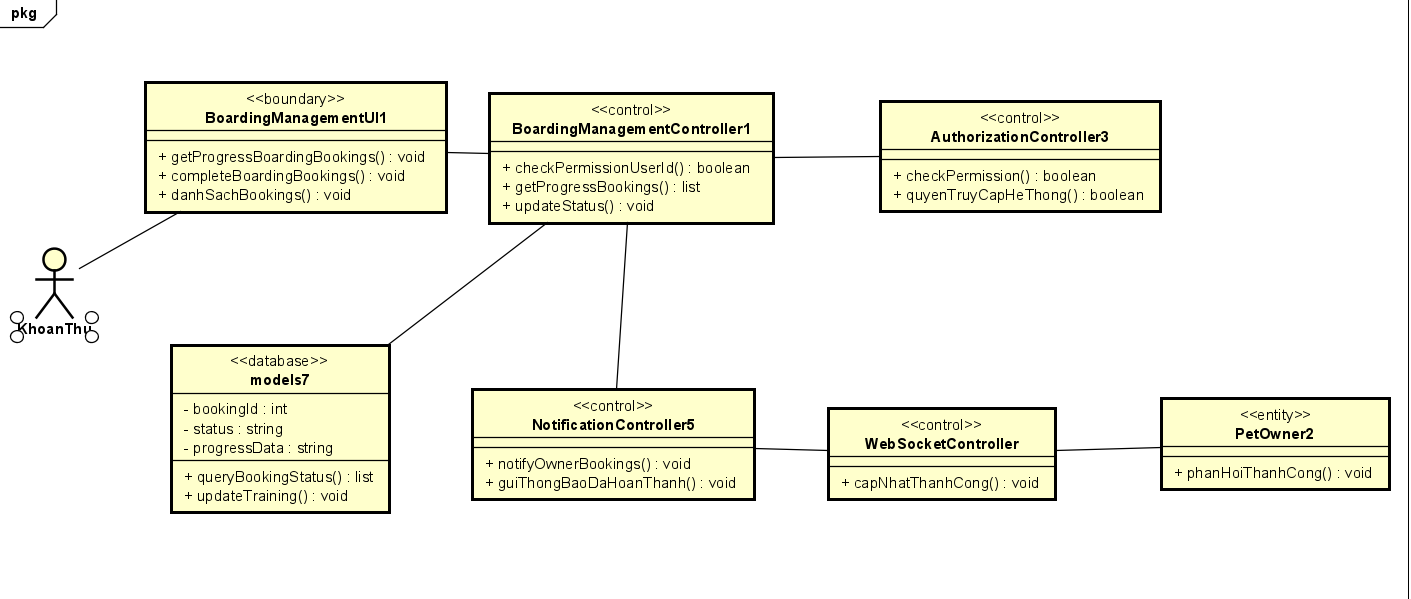 pkg
<<boundary>>
BoardingManagementUI1
+ getProgressBoardingBookings() : void
+ completeBoardingBookings() : void
+ danhSachBookings() : void
<<control>>
BoardingManagementController1
+ checkPermissionUserId() : boolean
+ getProgressBookings() : list
+ updateStatus() : void
<<control>>
AuthorizationController3
+ checkPermission() : boolean
+ quyenTruyCapHeThong() : boolean
KhoanThu
<<database>>
models7
- bookingId : int
- status : string
- progressData : string
+ queryBookingStatus() : list
+ updateTraining() : void
<<control>>
NotificationController5
+ notifyOwnerBookings() : void
+ guiThongBaoDaHoanThanh() : void
<<control>>
WebSocketController
+ capNhatThanhCong() : void
<<entity>>
PetOwner2
+ phanHoiThanhCong() : void